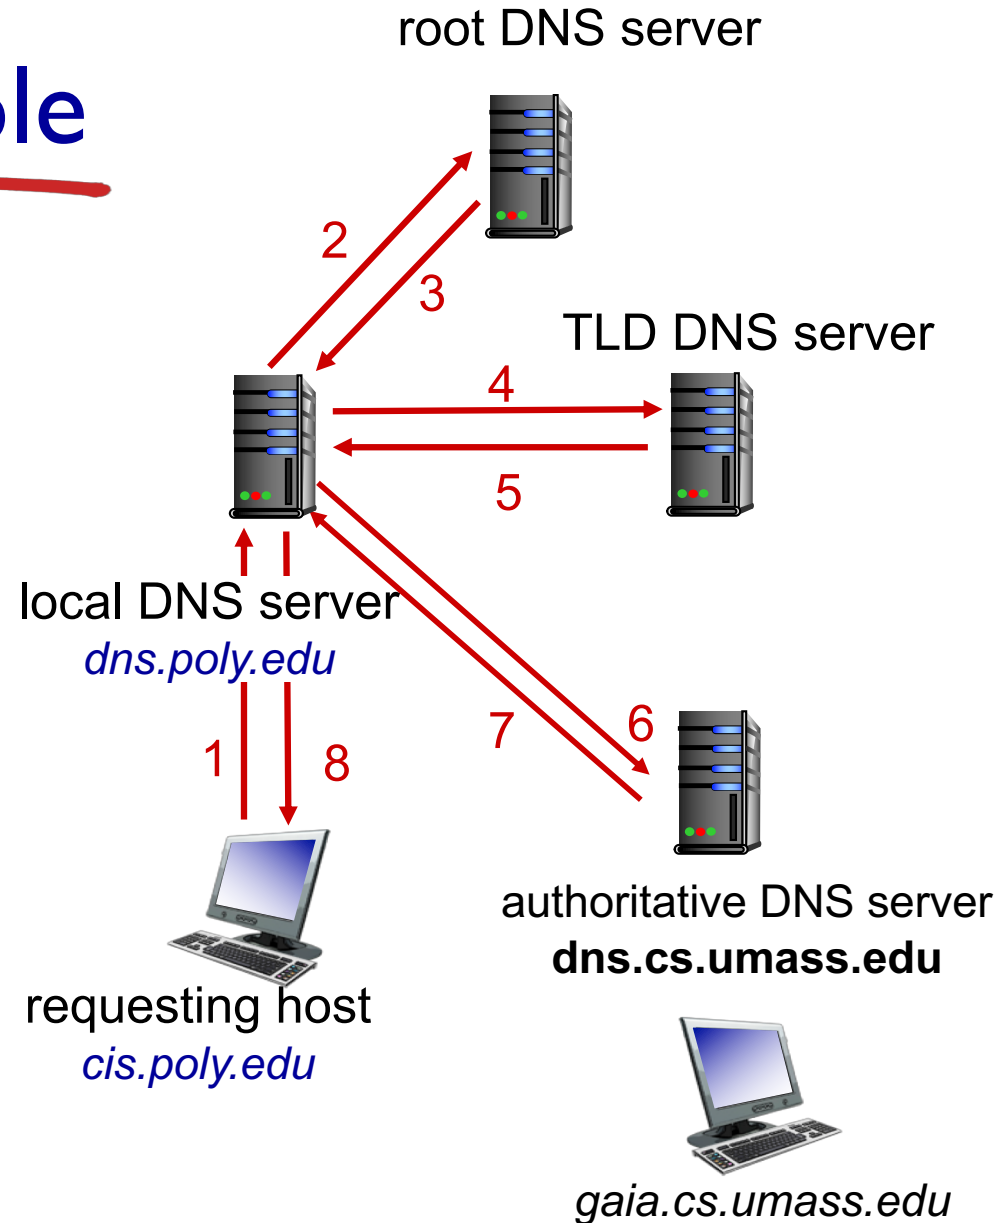 root DNS server
2
3
TLD DNS server
4
5
local DNS server
dns.poly.edu
1
8
7
6
requesting host
cis.poly.edu
authoritative DNS server
dns.cs.umass.edu
gaia.cs.umass.edu